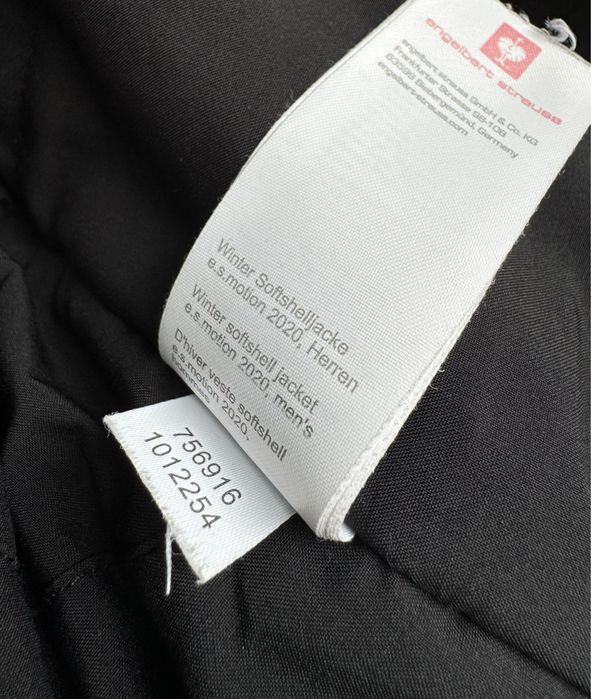 engelbert strauss
engelbert strauss GmbH & Co. KG
Frankfurter Strasse 98-108
63599 Biebergemünd, Germany
engelbert-strauss.com
Winter Softshelljacke
e.s.motion 2020, Herren
Winter softshell jacket
e.s.motion 2020, men's
D'hiver veste softshell
e.s.motion 2020,
hommes
756916
1012254